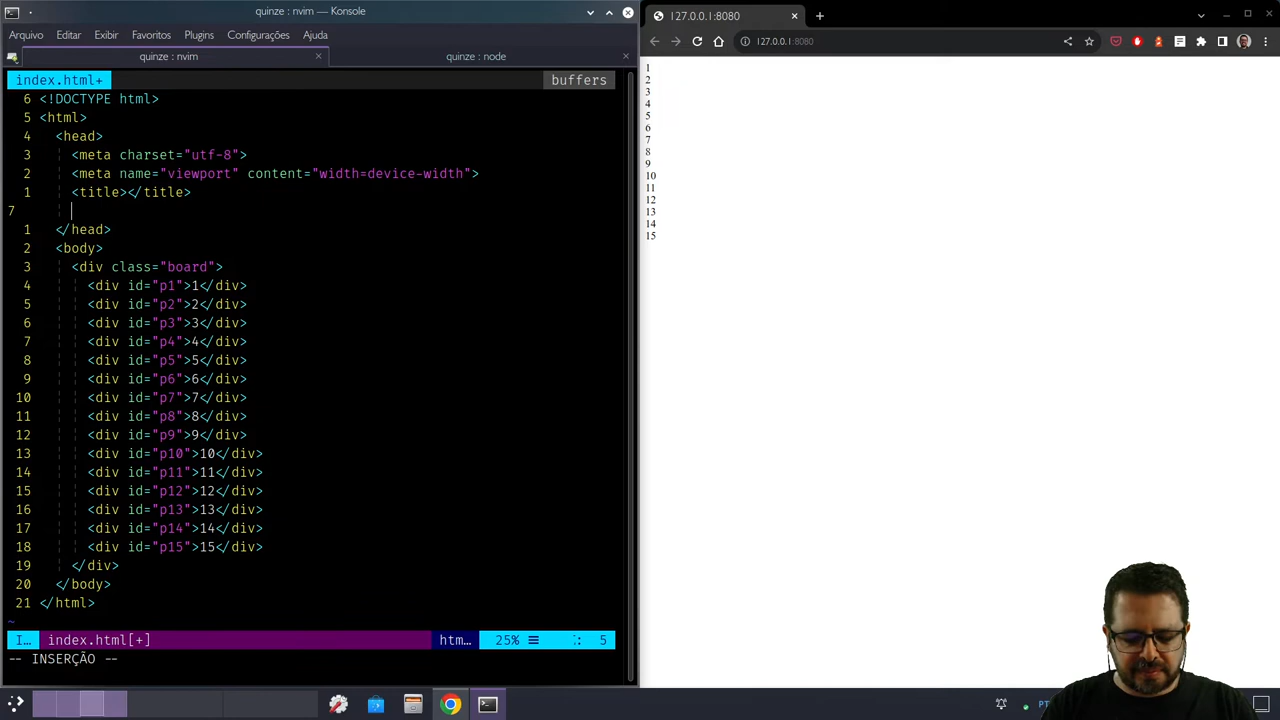 quinze : nvim — Konsole
Arquivo Editar Exibir Favoritos Plugins Configurações Ajuda
quinze : nvim
quinze : node
index.html+
buffers
6 <!DOCTYPE html>
5 <html>
4 <head>
3 <meta charset="utf-8">
2 <meta name="viewport" content="width=device-width">
1 <title></title>
7
1 </head>
2 <body>
3 <div class="board">
4 <div id="p1">1</div>
5 <div id="p2">2</div>
6 <div id="p3">3</div>
7 <div id="p4">4</div>
8 <div id="p5">5</div>
9 <div id="p6">6</div>
10 <div id="p7">7</div>
11 <div id="p8">8</div>
12 <div id="p9">9</div>
13 <div id="p10">10</div>
14 <div id="p11">11</div>
15 <div id="p12">12</div>
16 <div id="p13">13</div>
17 <div id="p14">14</div>
18 <div id="p15">15</div>
19 </div>
20 </body>
21 </html>
~
I… index.html[+] htm… 25% ≡ : 5
-- INSERÇÃO --
127.0.0.1:8080
127.0.0.1:8080
1
2
3
4
5
6
7
8
9
10
11
12
13
14
15